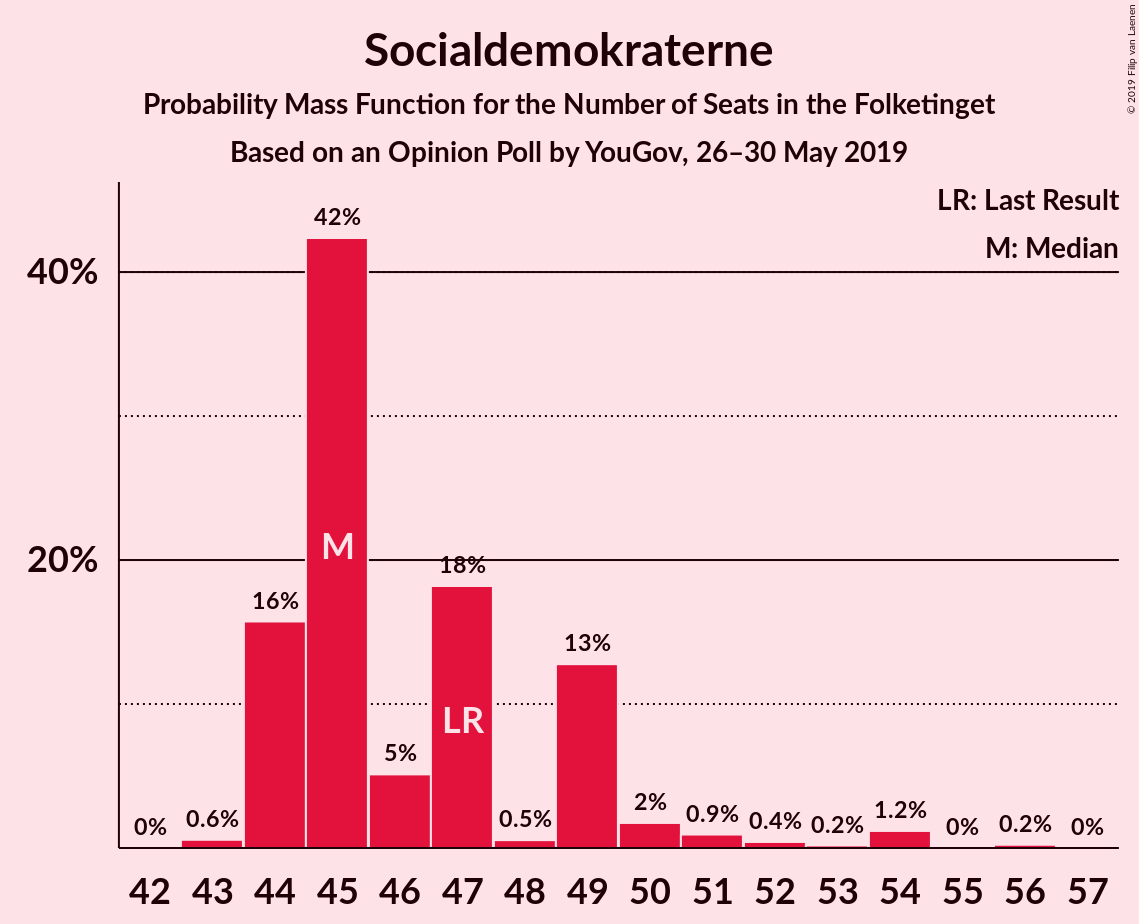 Socialdemokraterne
Probability Mass Function for the Number of Seats in the Folketinget
Based on an Opinion Poll by YouGov, 26–30 May 2019
© 2019 Filip van Laenen
LR: Last Result
M: Median
40%
20%
0%
0.6%
16%
42%
5%
18%
0.5%
13%
2%
0.9%
0.4%
0.2%
1.2%
0%
0.2%
0%
M
LR
42 43 44 45 46 47 48 49 50 51 52 53 54 55 56 57